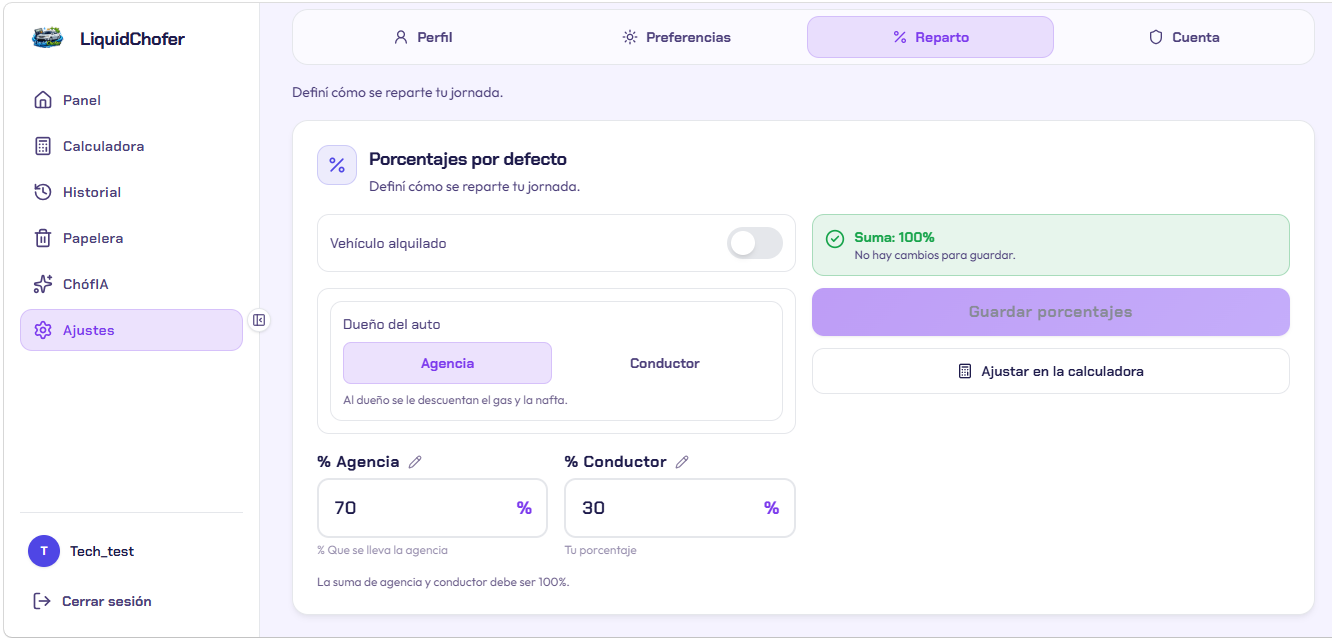 LiquidChofer
Panel
Calculadora
Historial
Papelera
ChófIA
Ajustes
T Tech_test
Cerrar sesión
Perfil Preferencias % Reparto Cuenta
Definí cómo se reparte tu jornada.
% Porcentajes por defecto
Definí cómo se reparte tu jornada.
Vehículo alquilado
Dueño del auto
Agencia Conductor
Al dueño se le descuentan el gas y la nafta.
% Agencia % Conductor
70 % 30 %
% Que se lleva la agencia Tu porcentaje
La suma de agencia y conductor debe ser 100%.
Suma: 100%
No hay cambios para guardar.
Guardar porcentajes
Ajustar en la calculadora